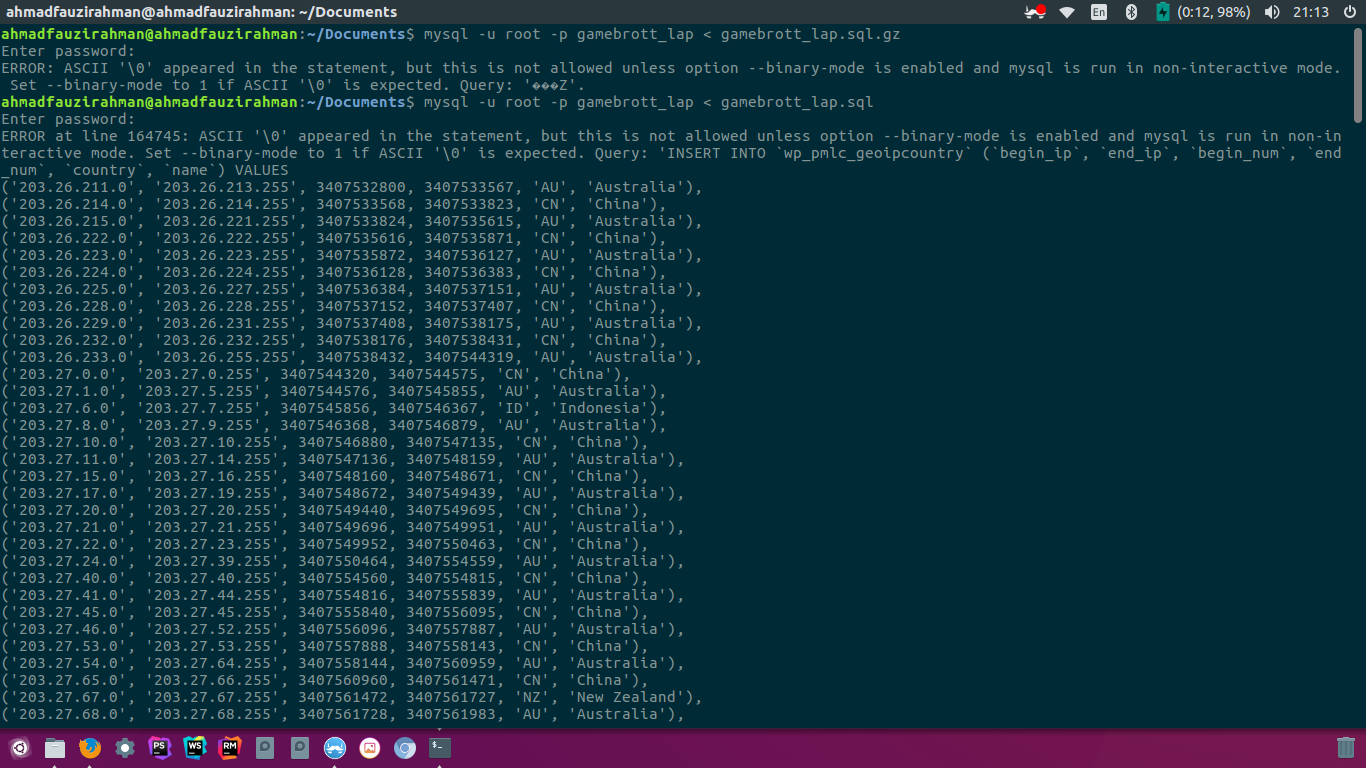 ahmadfauzirahman@ahmadfauzirahman: ~/Documents
En
(0:12, 98%)
21:13
ahmadfauzirahman@ahmadfauzirahman:~/Documents$ mysql -u root -p gamebrott_lap < gamebrott_lap.sql.gz
Enter password:
ERROR: ASCII '\0' appeared in the statement, but this is not allowed unless option --binary-mode is enabled and mysql is run in non-interactive mode.
 Set --binary-mode to 1 if ASCII '\0' is expected. Query: '���Z'.
ahmadfauzirahman@ahmadfauzirahman:~/Documents$ mysql -u root -p gamebrott_lap < gamebrott_lap.sql
Enter password:
ERROR at line 164745: ASCII '\0' appeared in the statement, but this is not allowed unless option --binary-mode is enabled and mysql is run in non-in
teractive mode. Set --binary-mode to 1 if ASCII '\0' is expected. Query: 'INSERT INTO `wp_pmlc_geoipcountry` (`begin_ip`, `end_ip`, `begin_num`, `end
_num`, `country`, `name`) VALUES
('203.26.211.0', '203.26.213.255', 3407532800, 3407533567, 'AU', 'Australia'),
('203.26.214.0', '203.26.214.255', 3407533568, 3407533823, 'CN', 'China'),
('203.26.215.0', '203.26.221.255', 3407533824, 3407535615, 'AU', 'Australia'),
('203.26.222.0', '203.26.222.255', 3407535616, 3407535871, 'CN', 'China'),
('203.26.223.0', '203.26.223.255', 3407535872, 3407536127, 'AU', 'Australia'),
('203.26.224.0', '203.26.224.255', 3407536128, 3407536383, 'CN', 'China'),
('203.26.225.0', '203.26.227.255', 3407536384, 3407537151, 'AU', 'Australia'),
('203.26.228.0', '203.26.228.255', 3407537152, 3407537407, 'CN', 'China'),
('203.26.229.0', '203.26.231.255', 3407537408, 3407538175, 'AU', 'Australia'),
('203.26.232.0', '203.26.232.255', 3407538176, 3407538431, 'CN', 'China'),
('203.26.233.0', '203.26.255.255', 3407538432, 3407544319, 'AU', 'Australia'),
('203.27.0.0', '203.27.0.255', 3407544320, 3407544575, 'CN', 'China'),
('203.27.1.0', '203.27.5.255', 3407544576, 3407545855, 'AU', 'Australia'),
('203.27.6.0', '203.27.7.255', 3407545856, 3407546367, 'ID', 'Indonesia'),
('203.27.8.0', '203.27.9.255', 3407546368, 3407546879, 'AU', 'Australia'),
('203.27.10.0', '203.27.10.255', 3407546880, 3407547135, 'CN', 'China'),
('203.27.11.0', '203.27.14.255', 3407547136, 3407548159, 'AU', 'Australia'),
('203.27.15.0', '203.27.16.255', 3407548160, 3407548671, 'CN', 'China'),
('203.27.17.0', '203.27.19.255', 3407548672, 3407549439, 'AU', 'Australia'),
('203.27.20.0', '203.27.20.255', 3407549440, 3407549695, 'CN', 'China'),
('203.27.21.0', '203.27.21.255', 3407549696, 3407549951, 'AU', 'Australia'),
('203.27.22.0', '203.27.23.255', 3407549952, 3407550463, 'CN', 'China'),
('203.27.24.0', '203.27.39.255', 3407550464, 3407554559, 'AU', 'Australia'),
('203.27.40.0', '203.27.40.255', 3407554560, 3407554815, 'CN', 'China'),
('203.27.41.0', '203.27.44.255', 3407554816, 3407555839, 'AU', 'Australia'),
('203.27.45.0', '203.27.45.255', 3407555840, 3407556095, 'CN', 'China'),
('203.27.46.0', '203.27.52.255', 3407556096, 3407557887, 'AU', 'Australia'),
('203.27.53.0', '203.27.53.255', 3407557888, 3407558143, 'CN', 'China'),
('203.27.54.0', '203.27.64.255', 3407558144, 3407560959, 'AU', 'Australia'),
('203.27.65.0', '203.27.66.255', 3407560960, 3407561471, 'CN', 'China'),
('203.27.67.0', '203.27.67.255', 3407561472, 3407561727, 'NZ', 'New Zealand'),
('203.27.68.0', '203.27.68.255', 3407561728, 3407561983, 'AU', 'Australia'),
PS
WS
RM